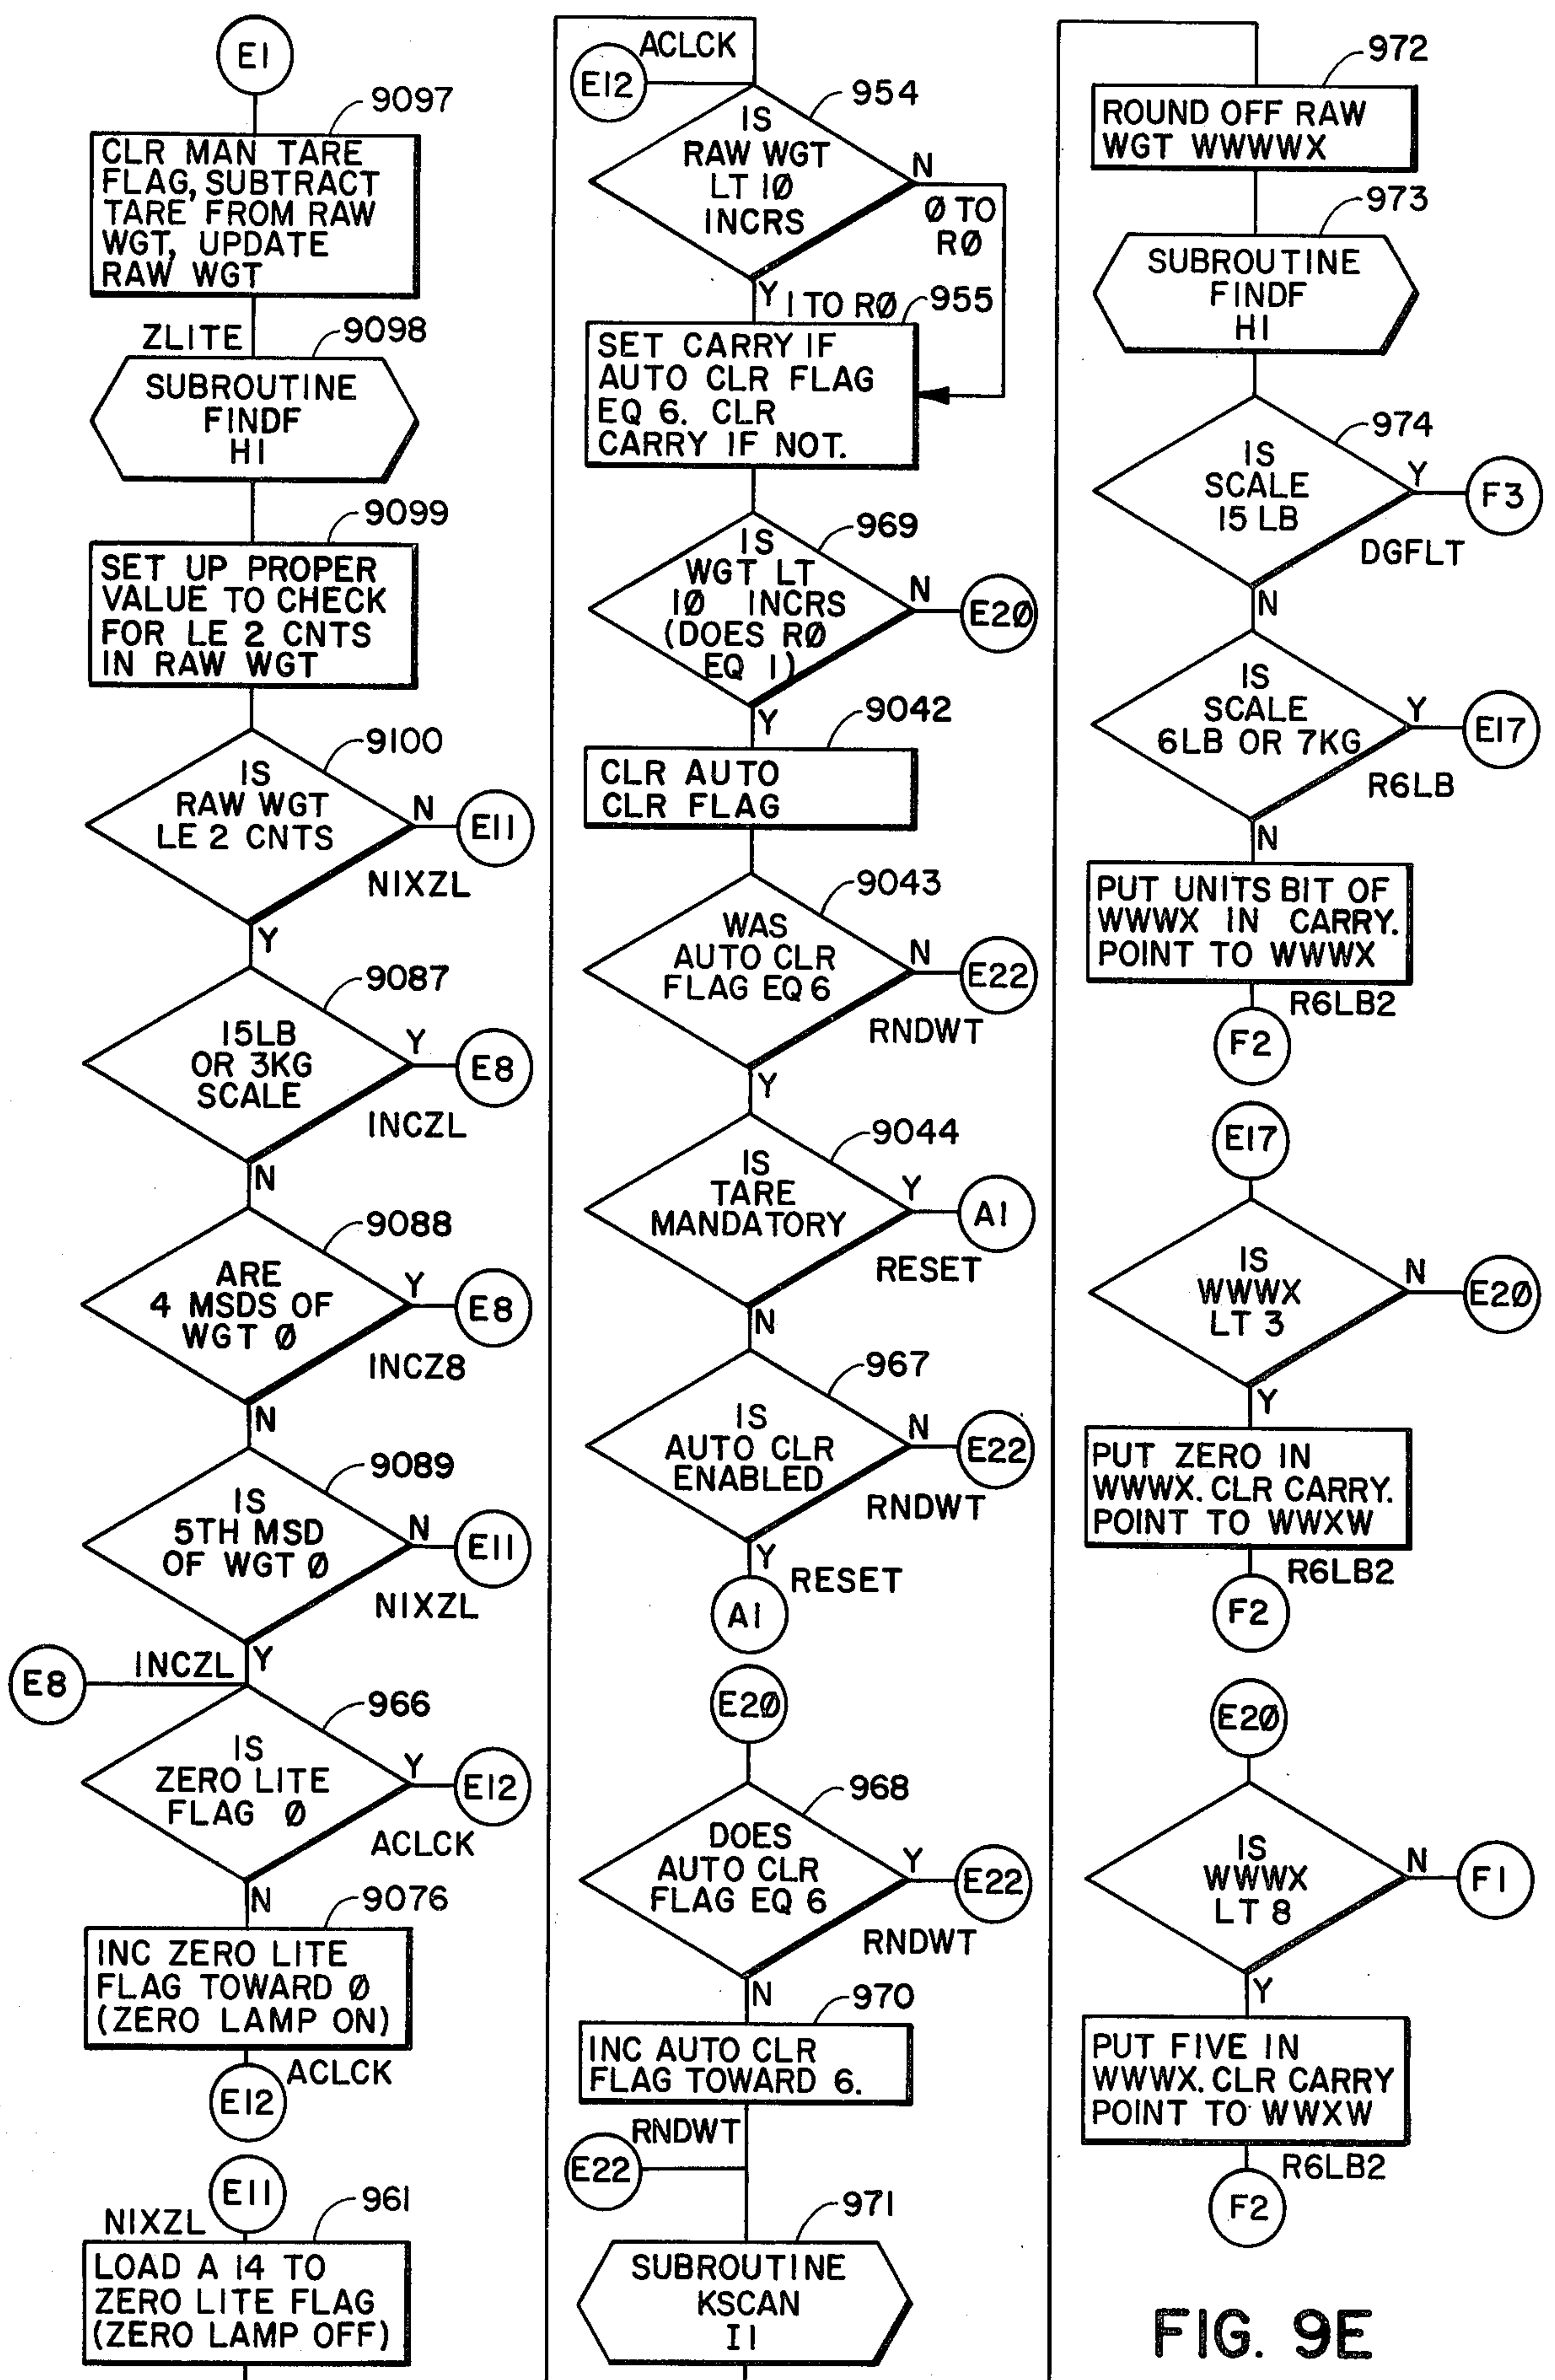 E1
9097
CLR MAN TARE
FLAG, SUBTRACT
TARE FROM RAW
WGT, UPDATE
RAW WGT
ZLITE
9098
SUBROUTINE
FINDF
H1
9099
SET UP PROPER
VALUE TO CHECK
FOR LE 2 CNTS
IN RAW WGT
9100
IS
RAW WGT
LE 2 CNTS
N
E11
NIXZL
Y
9087
15LB
OR 3KG
SCALE
Y
E8
INCZL
N
9088
ARE
4 MSDS OF
WGT Ø
Y
E8
INCZ8
N
9089
IS
5TH MSD
OF WGT Ø
N
E11
NIXZL
Y
E8
INCZL
966
IS
ZERO LITE
FLAG Ø
Y
E12
ACLCK
N
9076
INC ZERO LITE
FLAG TOWARD Ø
(ZERO LAMP ON)
ACLCK
E12
E11
NIXZL
961
LOAD A 14 TO
ZERO LITE FLAG
(ZERO LAMP OFF)
ACLCK
E12
954
IS
RAW WGT
LT 1Ø
INCRS
N
Ø TO
RØ
Y
1 TO RØ
955
SET CARRY IF
AUTO CLR FLAG
EQ 6. CLR
CARRY IF NOT.
969
IS
WGT LT
1Ø INCRS
(DOES RØ
EQ 1)
N
E2Ø
Y
9042
CLR AUTO
CLR FLAG
9043
WAS
AUTO CLR
FLAG EQ 6
N
E22
RNDWT
Y
9044
IS
TARE
MANDATORY
Y
A1
RESET
N
967
IS
AUTO CLR
ENABLED
N
E22
RNDWT
Y
RESET
A1
E2Ø
968
DOES
AUTO CLR
FLAG EQ 6
Y
E22
RNDWT
N
970
INC AUTO CLR
FLAG TOWARD 6.
RNDWT
E22
971
SUBROUTINE
KSCAN
I1
972
ROUND OFF RAW
WGT WWWWX
973
SUBROUTINE
FINDF
H1
974
IS
SCALE
15 LB
Y
F3
DGFLT
N
IS
SCALE
6LB OR 7KG
Y
E17
R6LB
N
PUT UNITS BIT OF
WWWX IN CARRY.
POINT TO WWWX
R6LB2
F2
E17
IS
WWWX
LT 3
N
E2Ø
Y
PUT ZERO IN
WWWX. CLR CARRY.
POINT TO WWXW
R6LB2
F2
E2Ø
IS
WWWX
LT 8
N
F1
Y
PUT FIVE IN
WWWX. CLR CARRY
POINT TO WWXW
R6LB2
F2
FIG. 9E